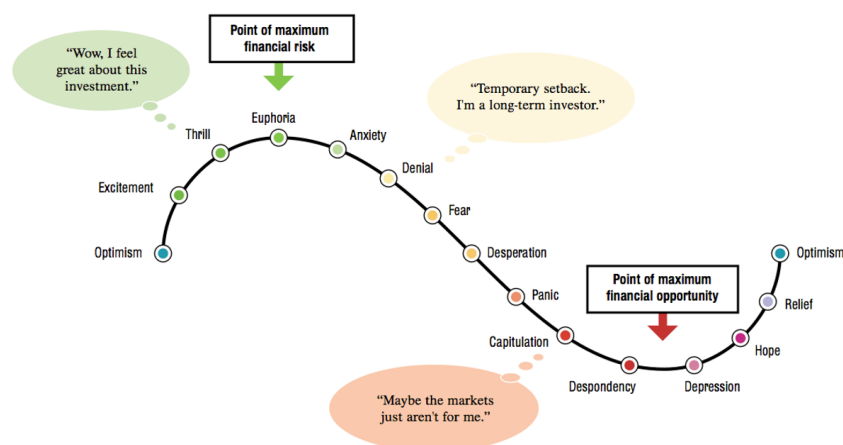 Point of maximum
financial risk
“Wow, I feel
great about this
investment.”
“Temporary setback.
I'm a long-term investor.”
Euphoria
Thrill
Anxiety
Denial
Excitement
Fear
Optimism
Desperation
Optimism
Point of maximum
financial opportunity
Panic
Relief
Capitulation
Hope
Despondency
Depression
“Maybe the markets
just aren't for me.”